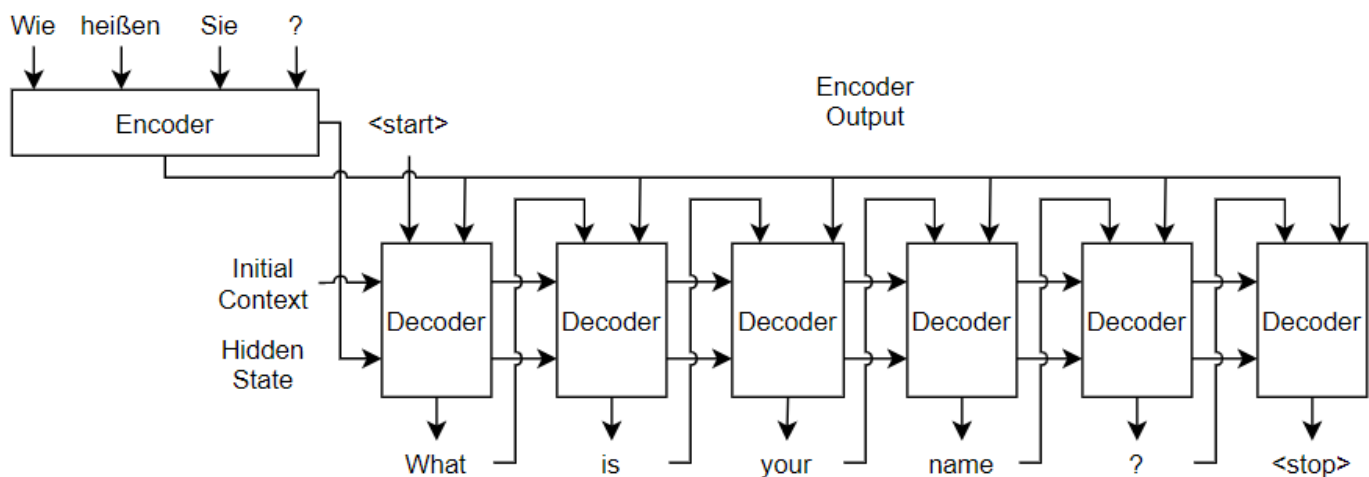 Wie heißen Sie ?
Encoder
<start>
Encoder
Output
Initial
Context
Hidden
State
Decoder Decoder Decoder Decoder Decoder Decoder
What is your name ? <stop>